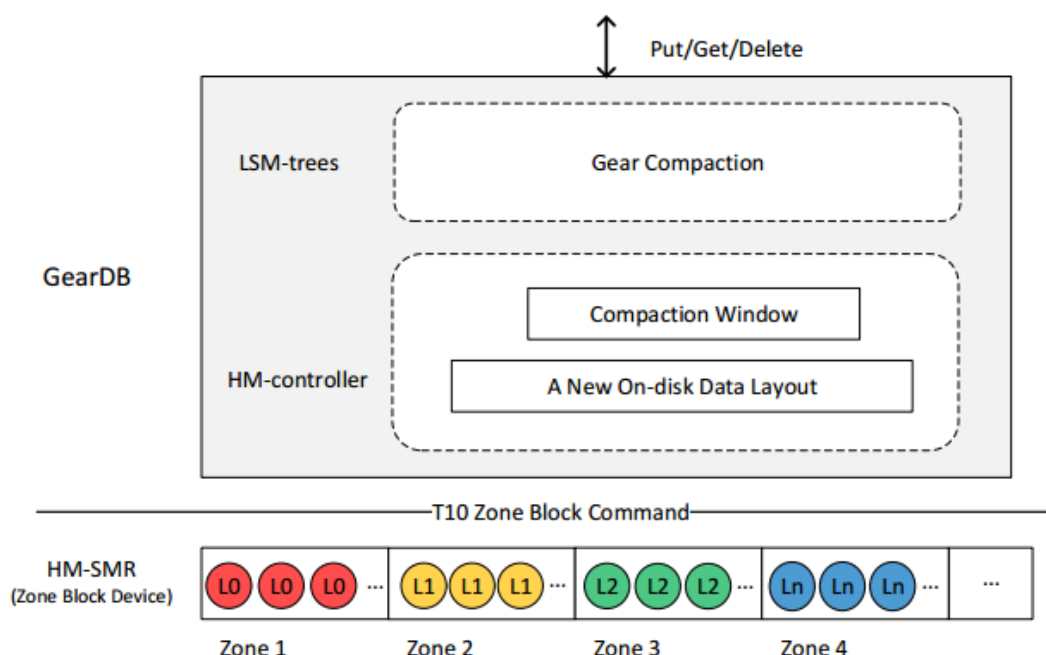 Put/Get/Delete
LSM-trees
Gear Compaction
GearDB
Compaction Window
HM-controller
A New On-disk Data Layout
T10 Zone Block Command
HM-SMR
(Zone Block Device)
L0 L0 L0 ... L1 L1 L1 ... L2 L2 L2 ... Ln Ln Ln ... ...
Zone 1 Zone 2 Zone 3 Zone 4